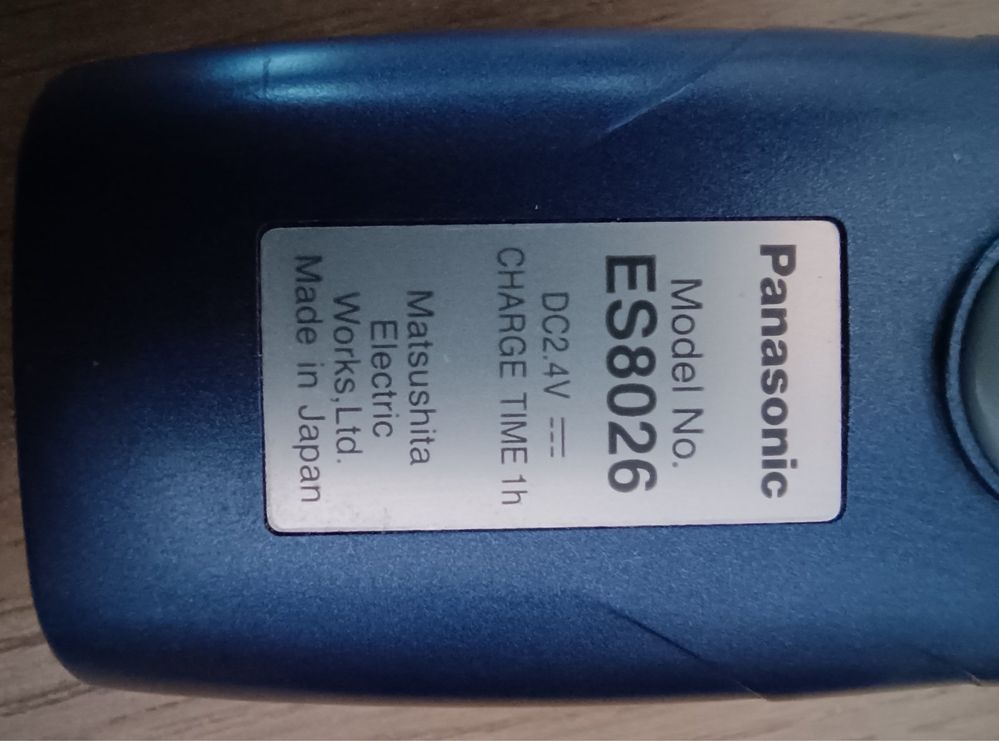 Panasonic
Model No.
ES8026
DC2.4V ⎓
CHARGE TIME 1h
Matsushita
Electric
Works,Ltd.
Made in Japan